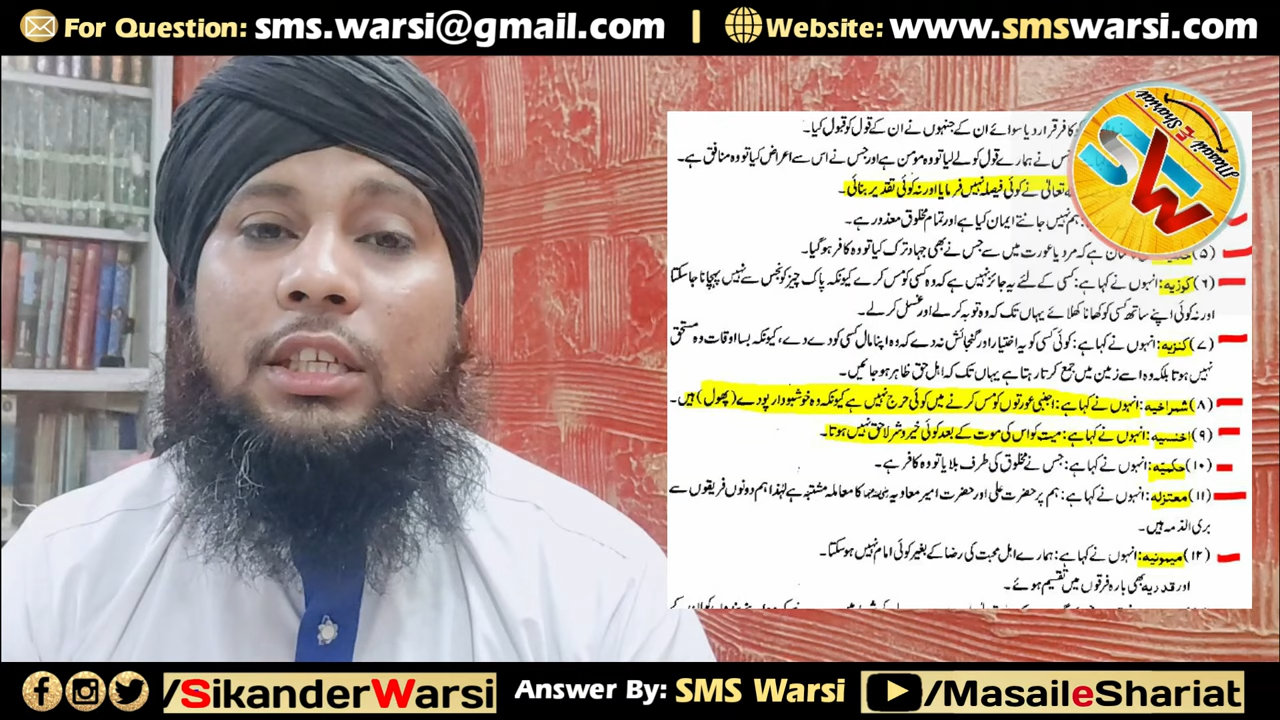 For Question: sms.warsi@gmail.com | Website: www.smswarsi.com
Masail e Shariat
SW
کافر قرار دیا سوائے ان کے جنہوں نے ان کے قول کو قبول کیا۔
جس نے ہمارے قول کو لے لیا تو وہ مومن ہے اور جس نے اس سے اعراض کیا تو وہ منافق ہے۔
تعالیٰ نے کوئی فیصلہ نہیں فرمایا اور نہ کوئی تقدیر بنائی۔
ہم نہیں جانتے ایمان کیا ہے اور تمام مخلوق معذور ہے۔
(۵) ہے کہ مرد یا عورت میں سے جس نے بھی جہاد ترک کیا تو وہ کافر ہو گیا۔
(۶) کوزیہ: انہوں نے کہا ہے: کسی کے لئے یہ جائز نہیں ہے کہ وہ کسی کو مس کرے کیونکہ پاک چیز کو نجس سے نہیں پہچانا جا سکتا
اور نہ کوئی اپنے ساتھ کسی کو کھانا کھلائے یہاں تک کہ وہ توبہ کر لے اور غسل کر لے۔
(۷) کنزیہ: انہوں نے کہا ہے: کوئی کسی کو یہ اختیار اور گنجائش نہ دے کہ وہ اپنا مال کسی کو دے دے، کیونکہ بسا اوقات وہ مستحق
نہیں ہوتا بلکہ وہ اسے زمین میں جمع کرتا رہتا ہے یہاں تک کہ اہل حق ظاہر ہو جائیں۔
(۸) شمراخیہ: انہوں نے کہا ہے: اجنبی عورتوں کو مس کرنے میں کوئی حرج نہیں ہے کیونکہ وہ خوشبودار پودے (پھول) ہیں۔
(۹) اخنسیہ: انہوں نے کہا ہے: میت کو اس کی موت کے بعد کوئی خیر و شر لاحق نہیں ہوتا۔
(۱۰) حکمیہ: انہوں نے کہا ہے: جس نے مخلوق کی طرف بلایا تو وہ کافر ہے۔
(۱۱) معتزلہ: انہوں نے کہا ہے: ہم پر حضرت علی اور حضرت امیر معاویہ کا معاملہ مشتبہ ہے لہٰذا ہم دونوں فریقوں سے
بری الذمہ ہیں۔
(۱۲) میمونیہ: انہوں نے کہا ہے: ہمارے اہل محبت کی رضا کے بغیر کوئی امام نہیں ہو سکتا۔
اور قدریہ بھی بارہ فرقوں میں تقسیم ہوئے۔
/SikanderWarsi Answer By: SMS Warsi /MasaileShariat